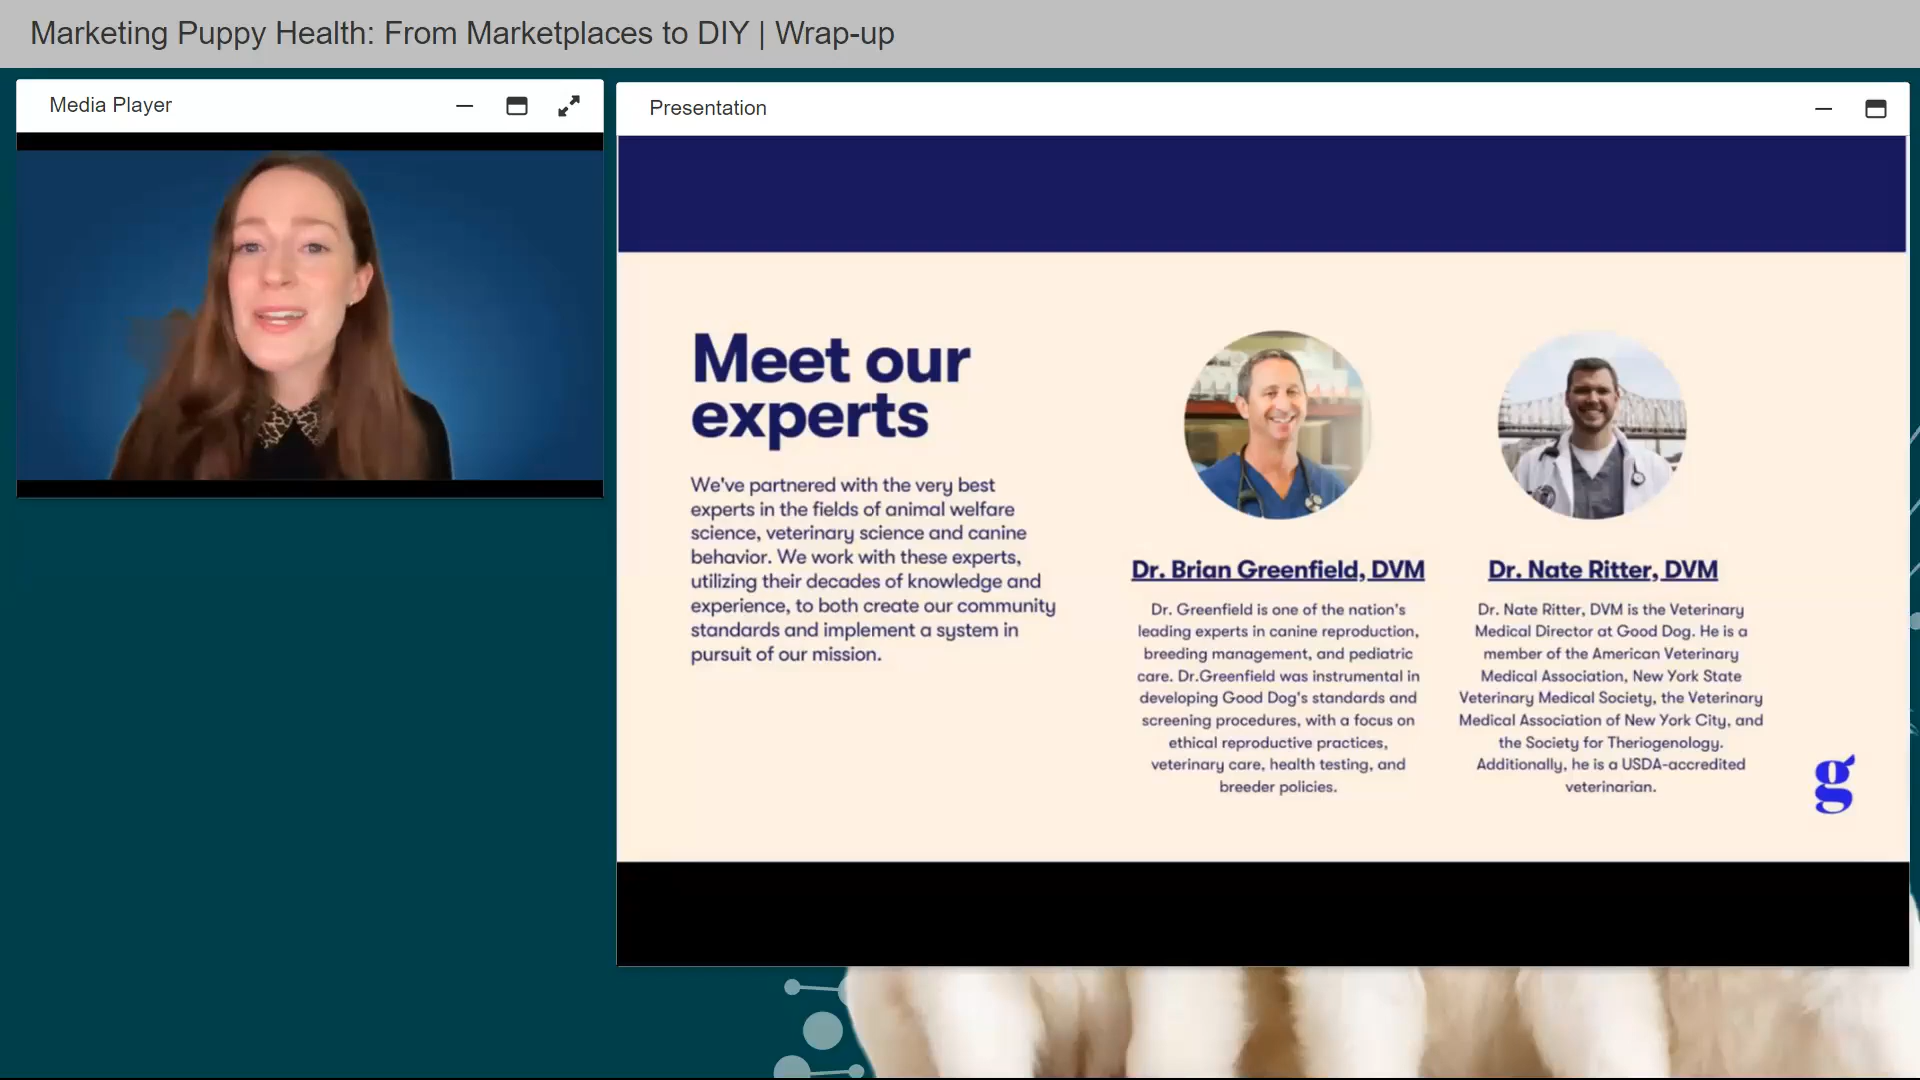 Marketing Puppy Health: From Marketplaces to DIY | Wrap-up
Media Player
Presentation
Meet our
experts
We've partnered with the very best
experts in the fields of animal welfare
science, veterinary science and canine
behavior. We work with these experts,
utilizing their decades of knowledge and
experience, to both create our community
standards and implement a system in
pursuit of our mission.
Dr. Brian Greenfield, DVM
Dr. Greenfield is one of the nation's
leading experts in canine reproduction,
breeding management, and pediatric
care. Dr.Greenfield was instrumental in
developing Good Dog's standards and
screening procedures, with a focus on
ethical reproductive practices,
veterinary care, health testing, and
breeder policies.
Dr. Nate Ritter, DVM
Dr. Nate Ritter, DVM is the Veterinary
Medical Director at Good Dog. He is a
member of the American Veterinary
Medical Association, New York State
Veterinary Medical Society, the Veterinary
Medical Association of New York City, and
the Society for Theriogenology.
Additionally, he is a USDA-accredited
veterinarian.
g